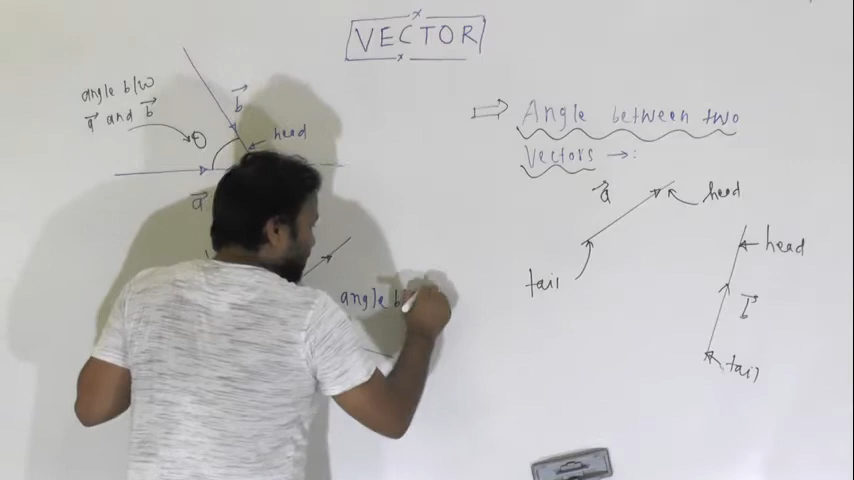 VECTOR
angle b/w
a⃗ and b⃗
b⃗
θ
head
a⃗
angle b
⇒ Angle between two
Vectors →:
a⃗
head
tail
head
b⃗
tail